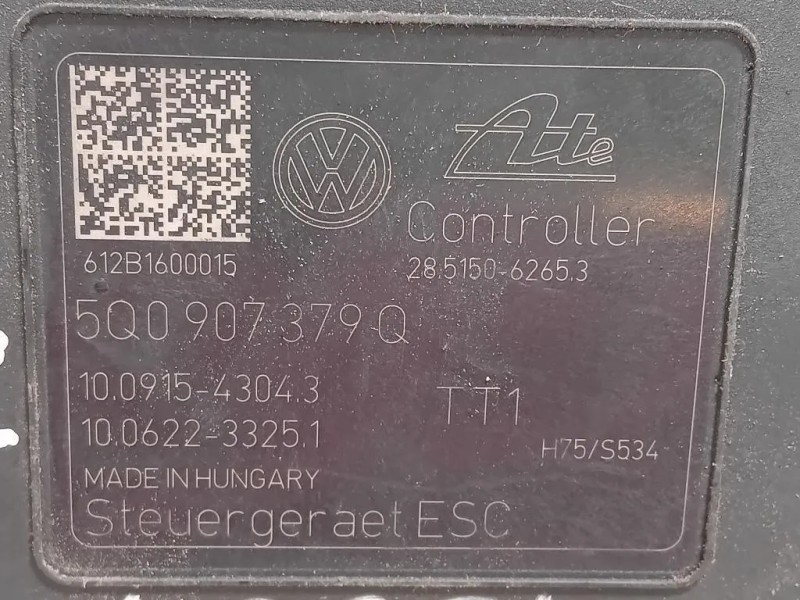 VW
Ate
Controller
612B1600015
28.5150-6265.3
5Q0 907 379 Q
10.0915-4304.3
TT1
10.0622-3325.1
H75/S534
MADE IN HUNGARY
Steuergeraet ESC